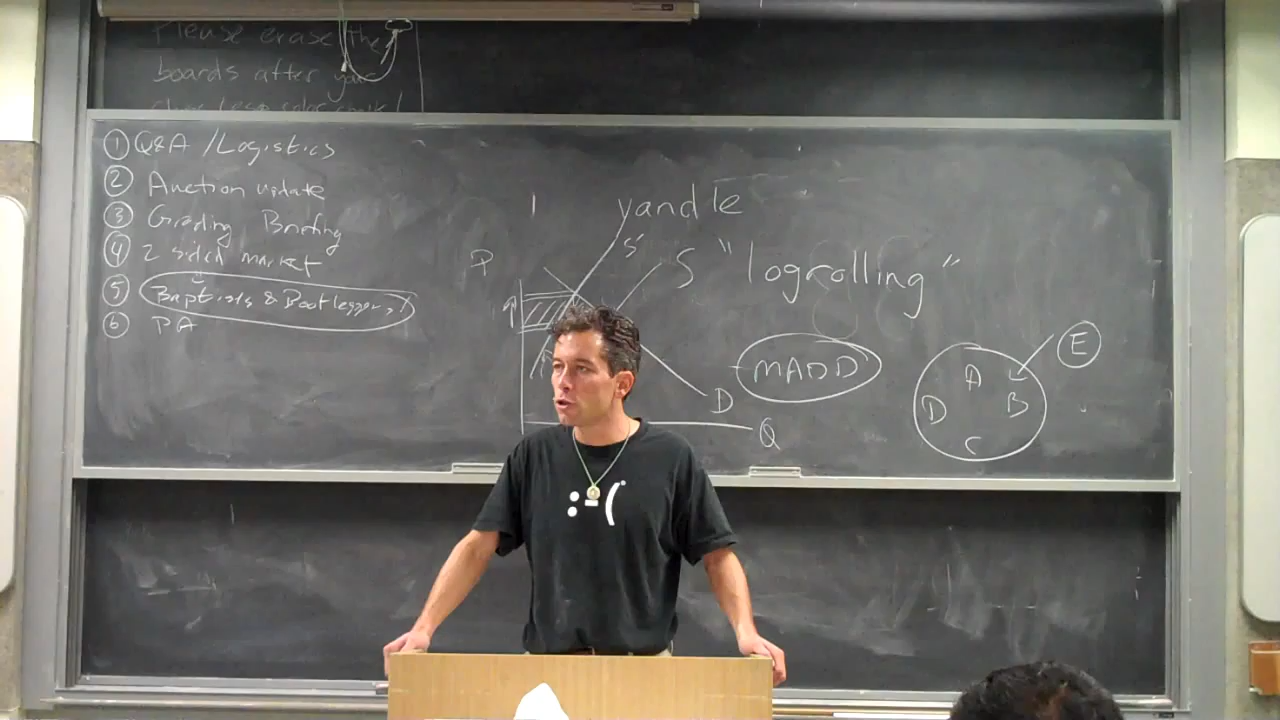 Please erase the
boards after your
① Q&A / Logistics
② Auction update
③ Grading Briefing
④ 2 sided market
⑤ Baptists & Bootleggers
⑥ PA
yandle
P
S'
S
"logrolling"
MADD
D
Q
E
A
B
C
D
:-(